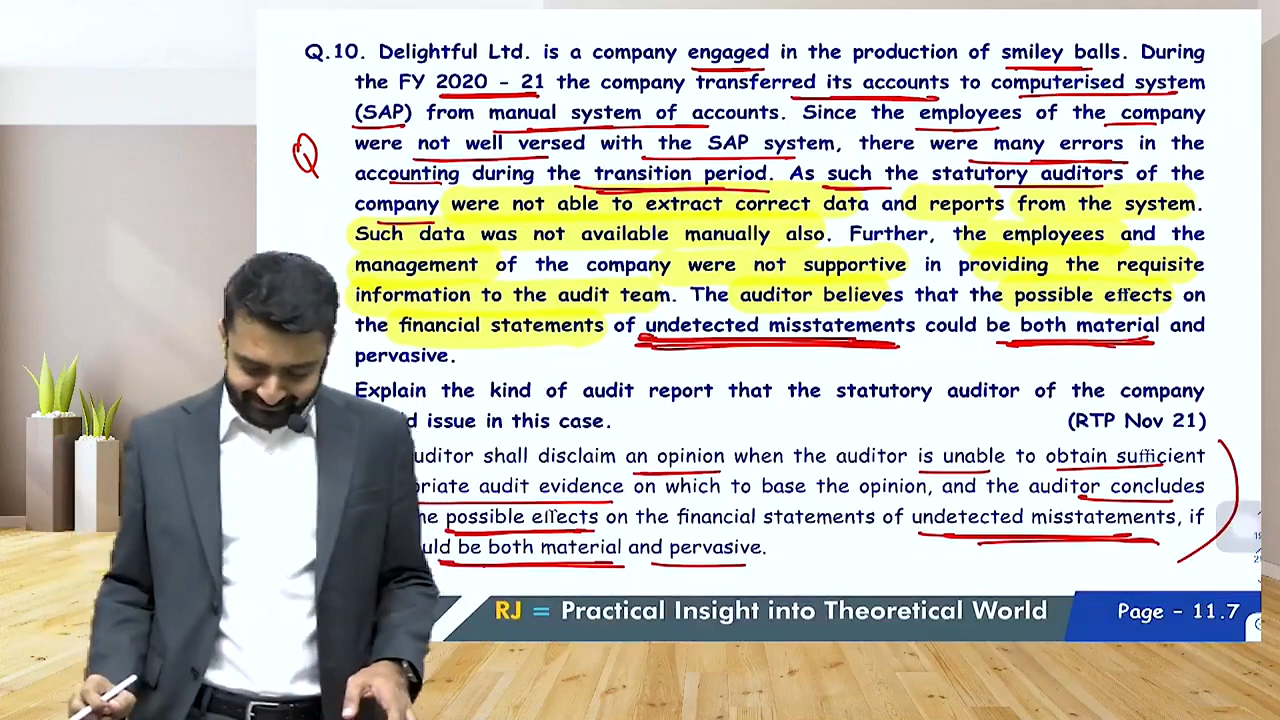 Q.10. Delightful Ltd. is a company engaged in the production of smiley balls. During
the FY 2020 - 21 the company transferred its accounts to computerised system
(SAP) from manual system of accounts. Since the employees of the company
were not well versed with the SAP system, there were many errors in the
Q
accounting during the transition period. As such the statutory auditors of the
company were not able to extract correct data and reports from the system.
Such data was not available manually also. Further, the employees and the
management of the company were not supportive in providing the requisite
information to the audit team. The auditor believes that the possible effects on
the financial statements of undetected misstatements could be both material and
pervasive.
Explain the kind of audit report that the statutory auditor of the company
issue in this case. (RTP Nov 21)
shall disclaim an opinion when the auditor is unable to obtain sufficient
audit evidence on which to base the opinion, and the auditor concludes
possible effects on the financial statements of undetected misstatements, if
be both material and pervasive.
RJ = Practical Insight into Theoretical World
Page - 11.7